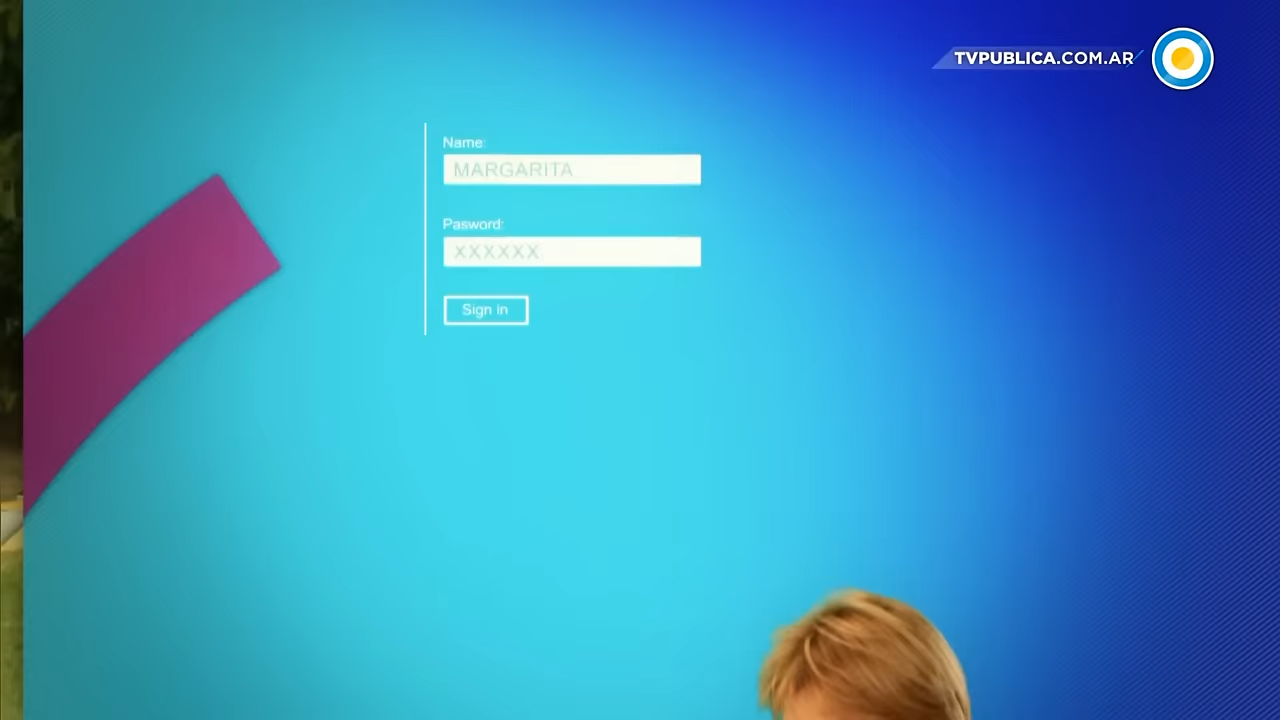 TVPUBLICA.COM.AR
Name:
MARGARITA
Pasword:
XXXXXX
Sign in